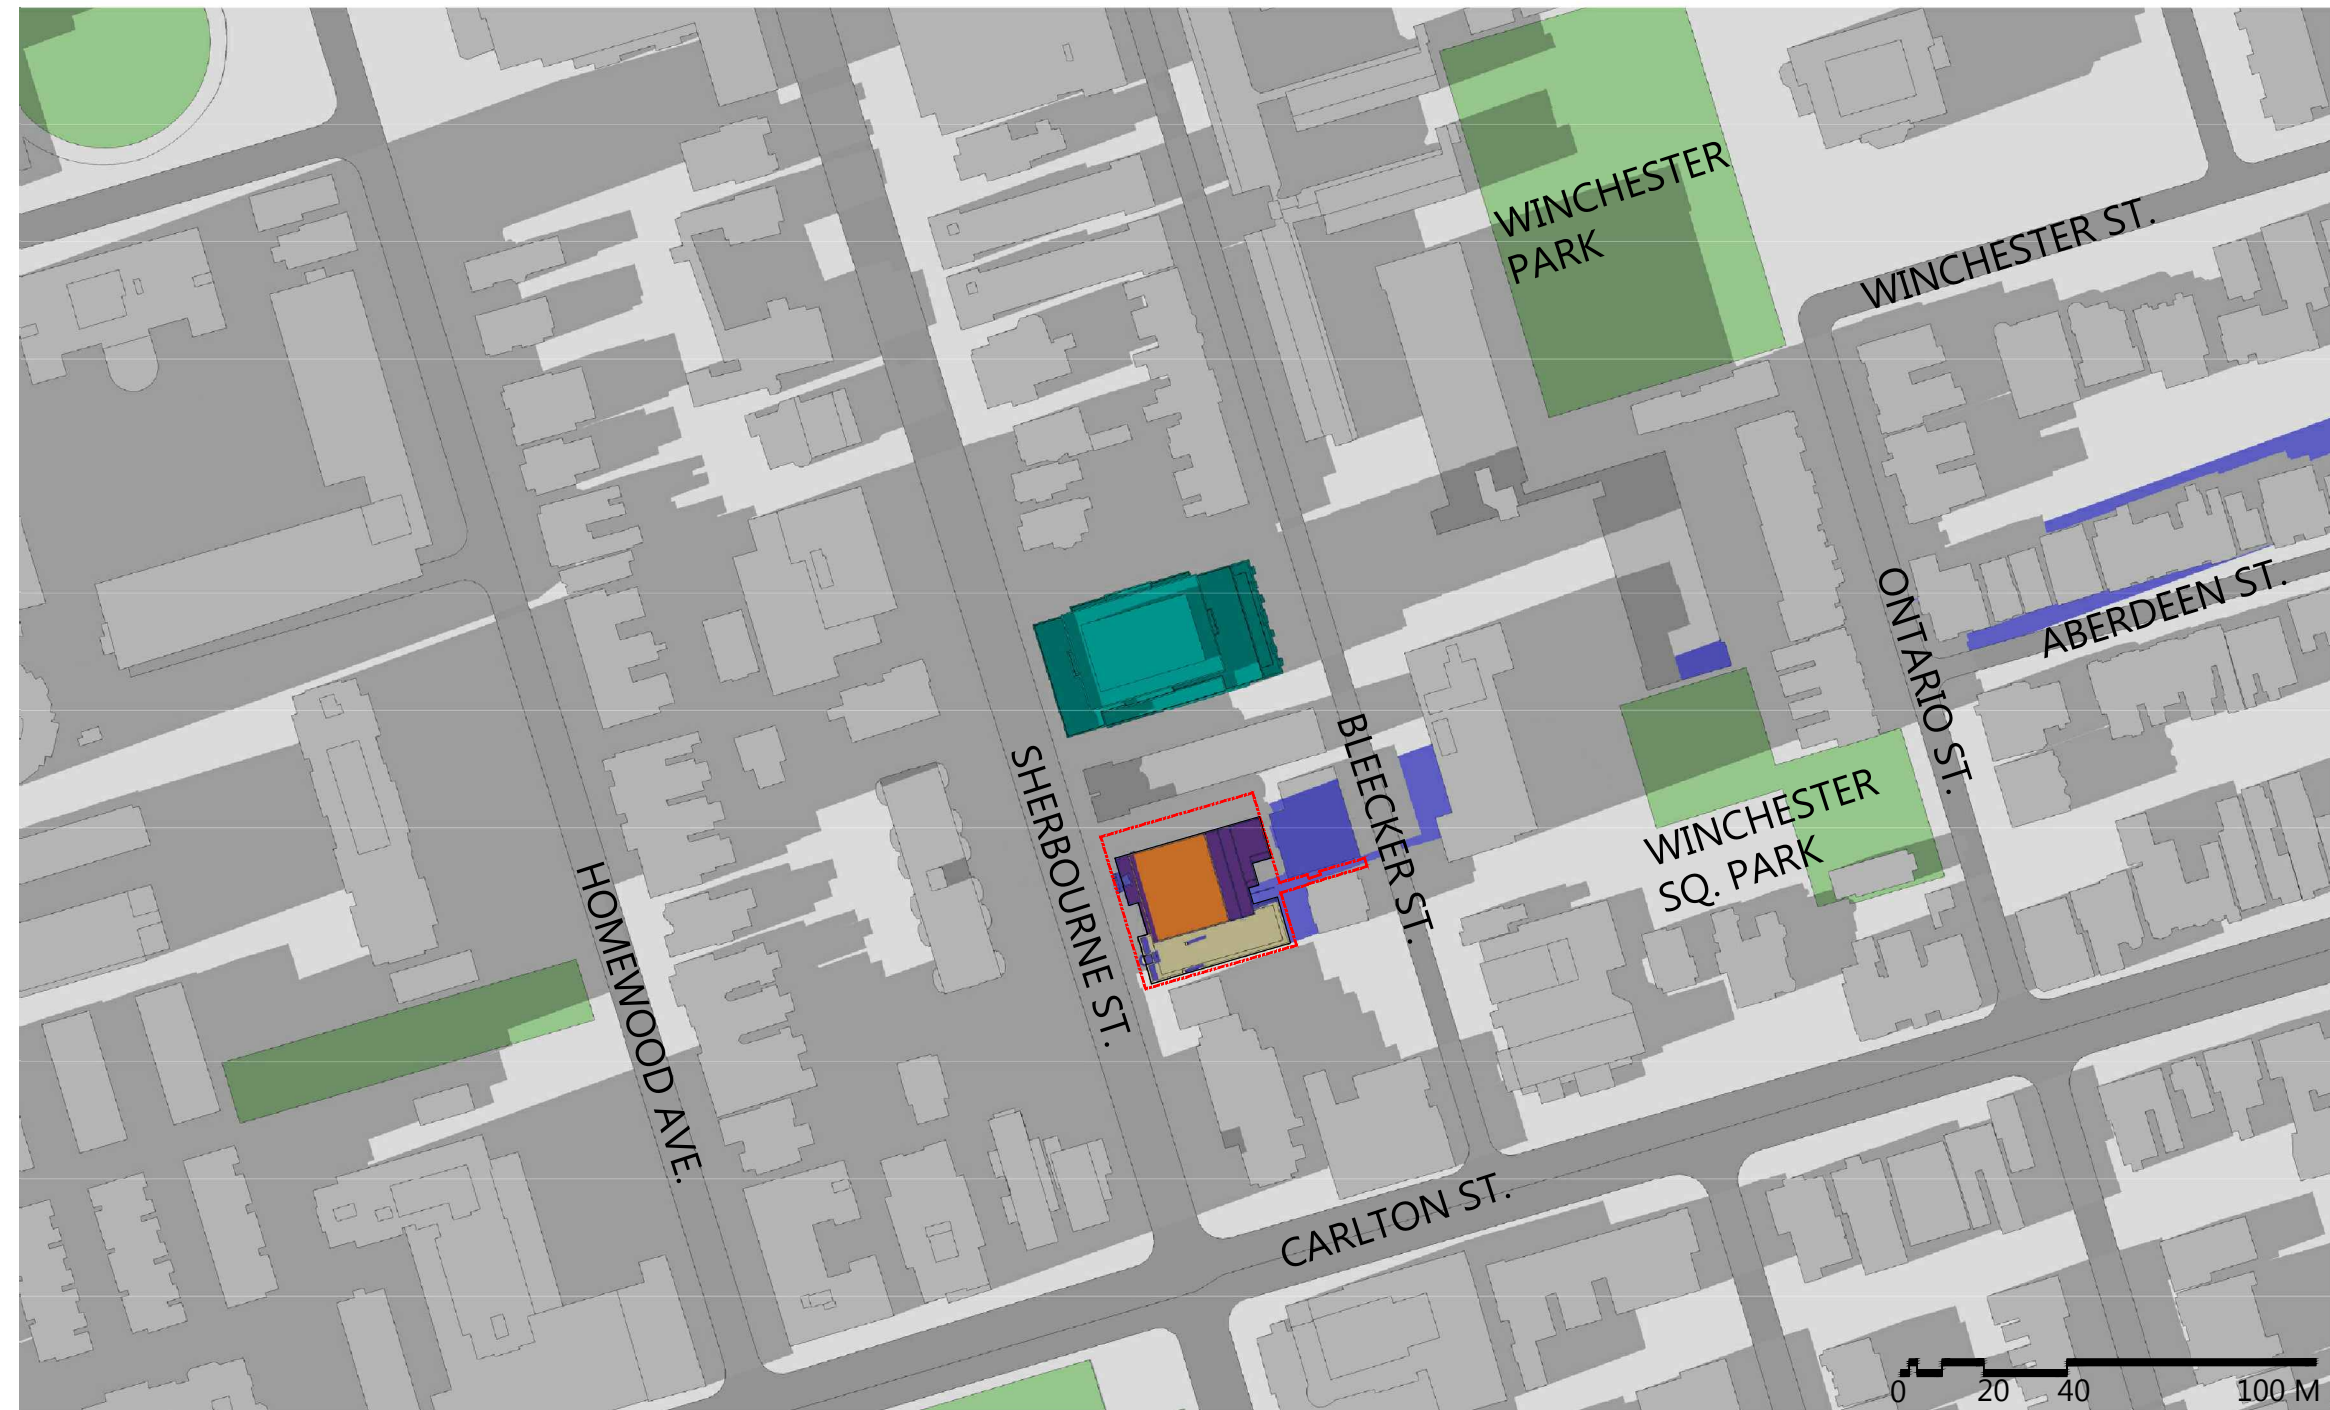 WINCHESTER
PARK
WINCHESTER ST.
ONTARIO ST.
ABERDEEN ST.
SHERBOURNE ST.
BLEECKER ST.
WINCHESTER
SQ. PARK
HOMEWOOD AVE.
CARLTON ST.
0 20 40 100 M